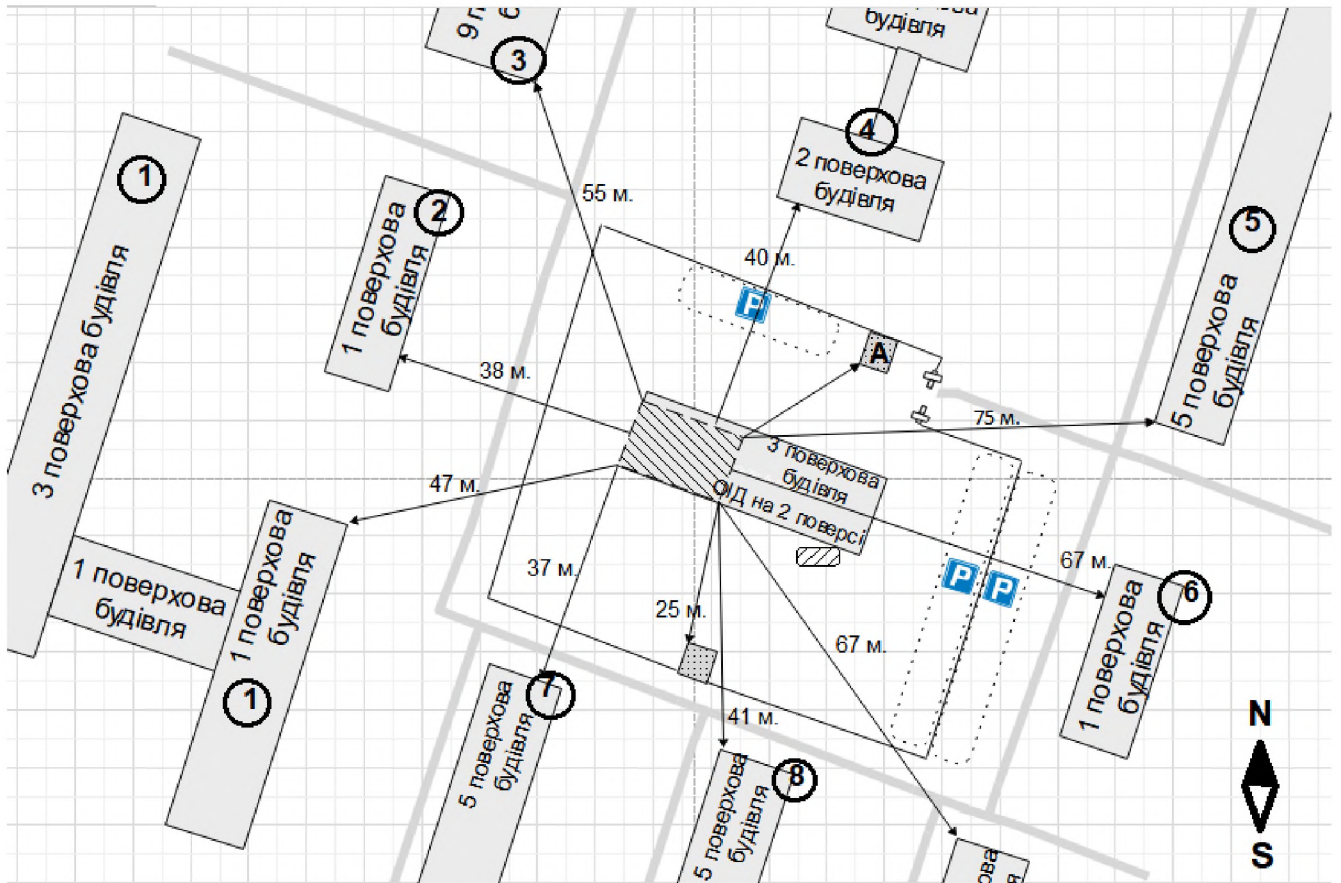 9 п
3
будівля
4
2 поверхова
будівля
1
3 поверхова будівля
2
1 поверхова
будівля
5
5 поверхова
будівля
55 м.
40 м.
P
A
38 м.
75 м.
3 поверхова
будівля
ОІД на 2 поверсі
47 м.
1 поверхова
будівля
1 поверхова
будівля
1
37 м.
25 м.
67 м.
P
P
67 м.
6
1 поверхова
будівля
7
5 поверхова
будівля
41 м.
8
5 поверхова
будівля
N
S